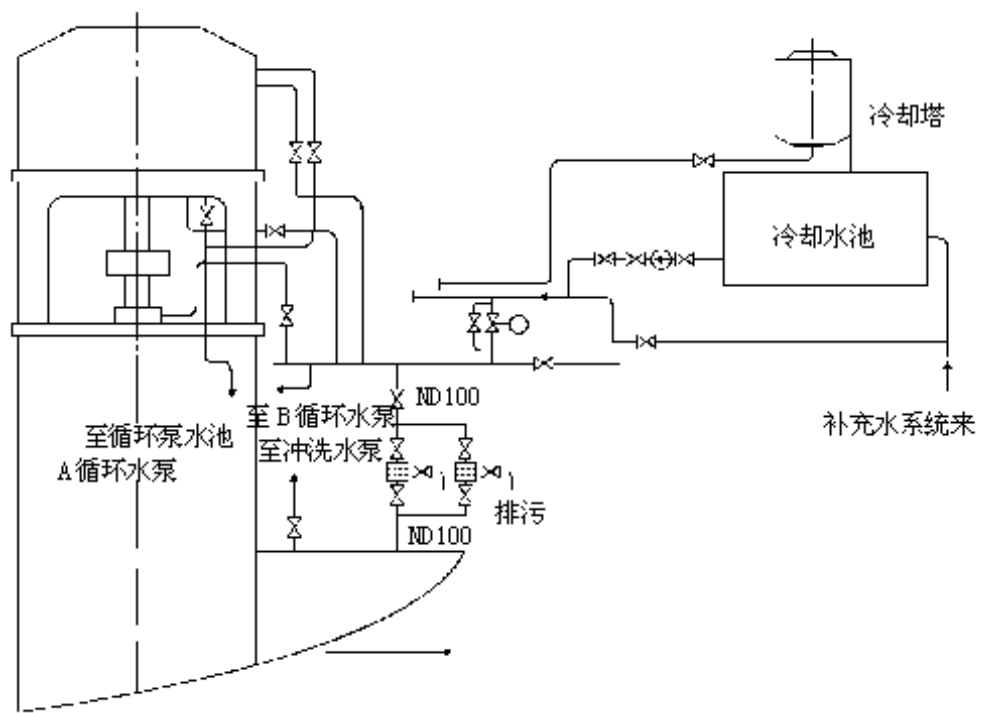 冷却塔
冷却水池
ND100
至B循环水泵
至循环泵水池
至冲洗水泵
补充水系统来
A循环水泵
排污
ND100